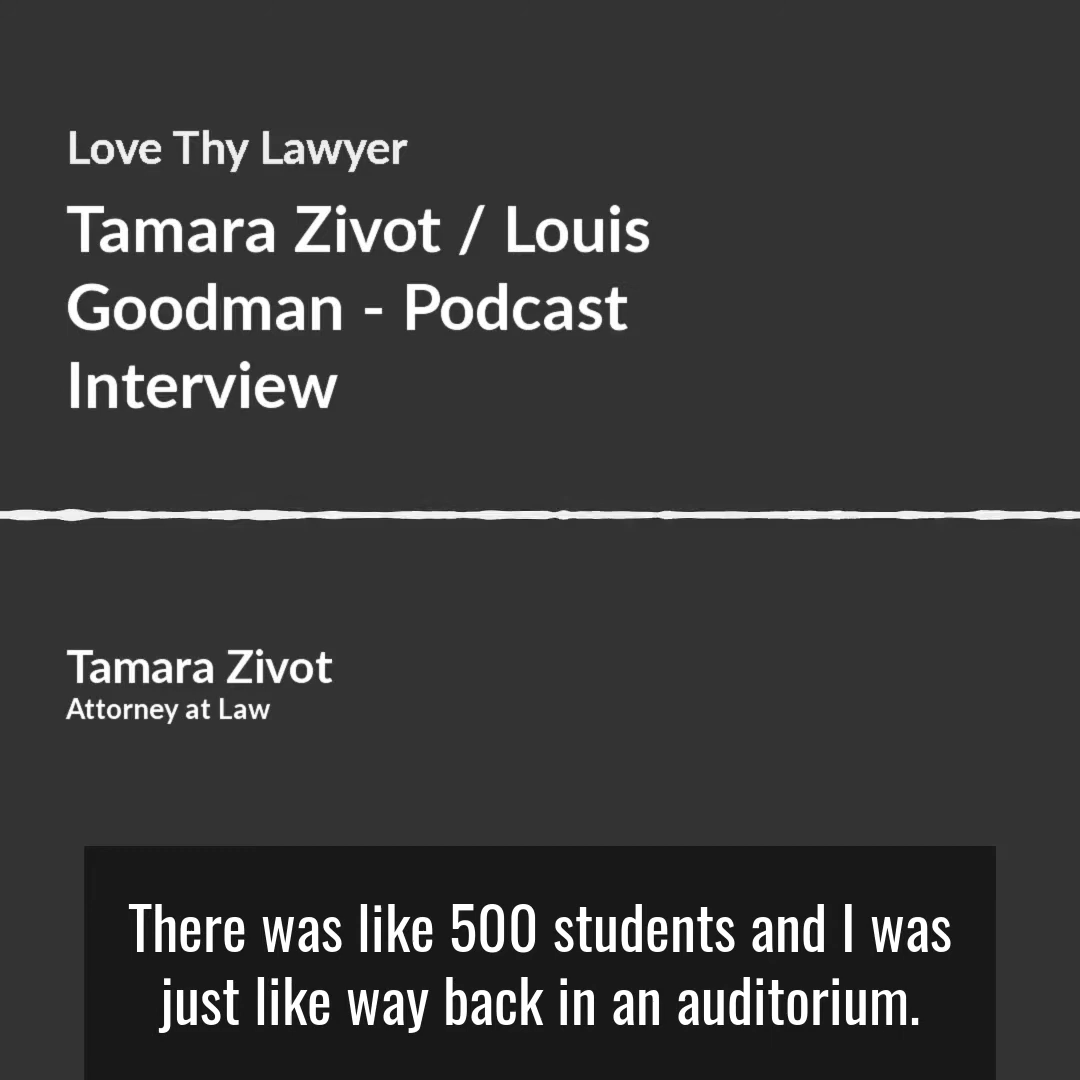 Love Thy Lawyer
Tamara Zivot / Louis
Goodman - Podcast
Interview
Tamara Zivot
Attorney at Law
There was like 500 students and I was
just like way back in an auditorium.